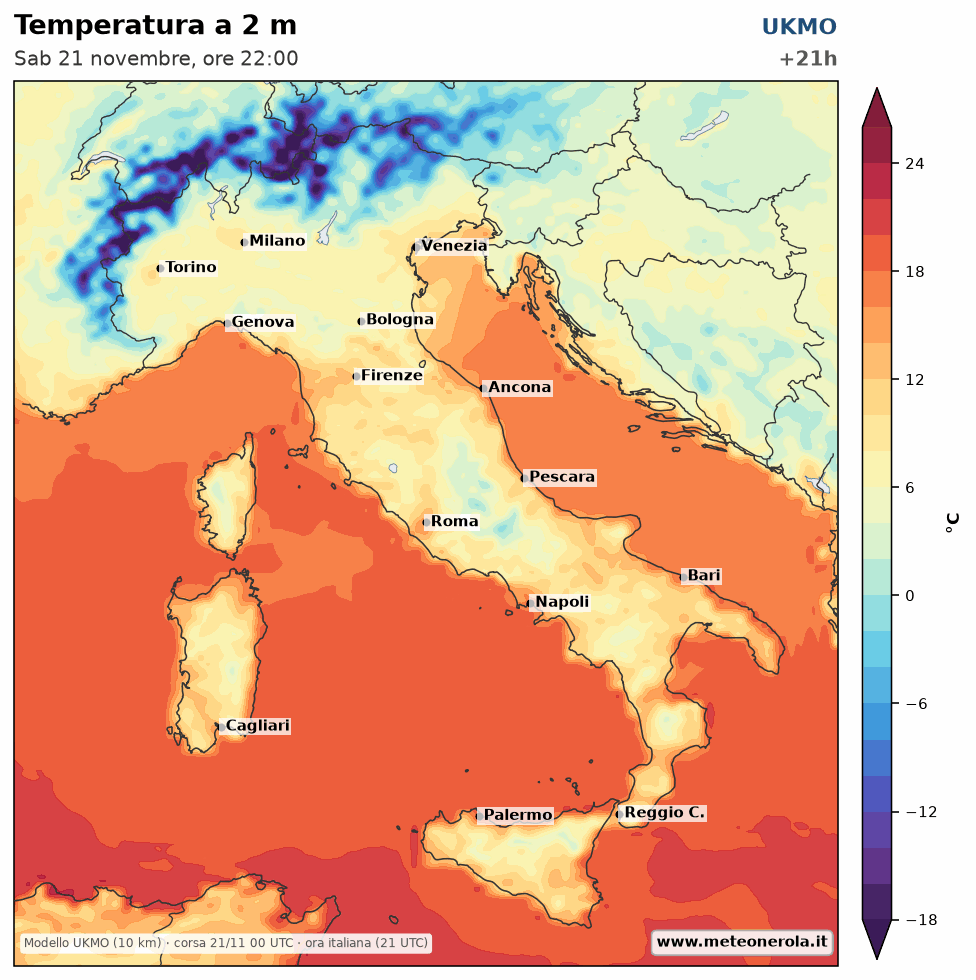 Temperatura a 2 m
UKMO
Sab 21 novembre, ore 22:00
+21h
Milano
Venezia
Torino
Genova
Bologna
Firenze
Ancona
Pescara
Roma
Bari
Napoli
Cagliari
Palermo
Reggio C.
24
18
12
6
0
−6
−12
−18
°C
Modello UKMO (10 km) · corsa 21/11 00 UTC · ora italiana (21 UTC)
www.meteonerola.it